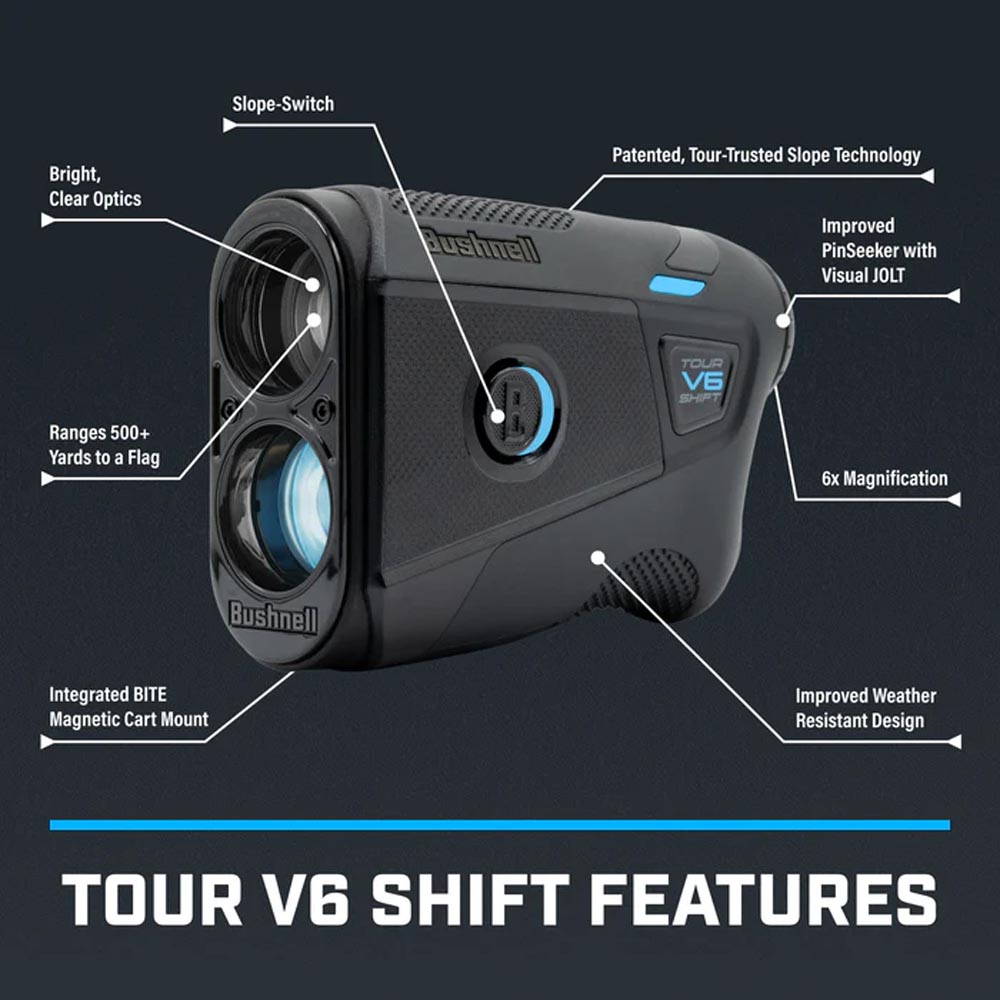 Slope-Switch
Patented, Tour-Trusted Slope Technology
Bright,
Clear Optics
Improved
PinSeeker with
Visual JOLT
Bushnell
TOUR
V6
SHIFT
Ranges 500+
Yards to a Flag
6x Magnification
Bushnell
Integrated BITE
Magnetic Cart Mount
Improved Weather
Resistant Design
TOUR V6 SHIFT FEATURES